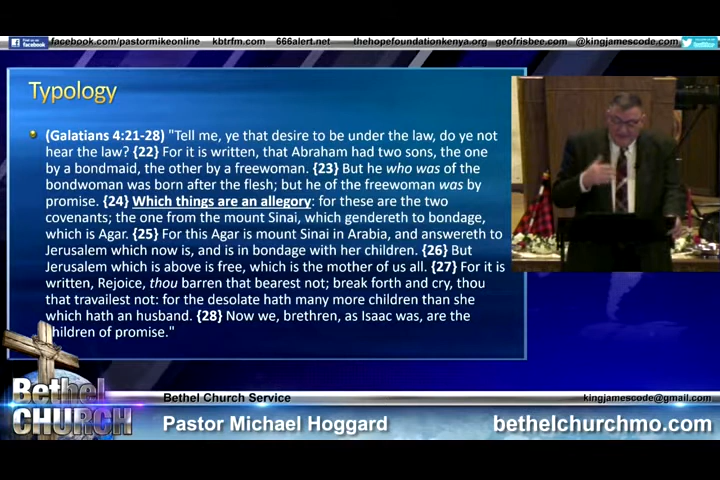 facebook.com/pastormikeonline kbtrfm.com 666alert.net thehopefoundationkenya.org geofrisbee.com @kingjamescode.com
Typology
(Galatians 4:21-28) "Tell me, ye that desire to be under the law, do ye not
hear the law? {22} For it is written, that Abraham had two sons, the one
by a bondmaid, the other by a freewoman. {23} But he who was of the
bondwoman was born after the flesh; but he of the freewoman was by
promise. {24} Which things are an allegory: for these are the two
covenants; the one from the mount Sinai, which gendereth to bondage,
which is Agar. {25} For this Agar is mount Sinai in Arabia, and answereth to
Jerusalem which now is, and is in bondage with her children. {26} But
Jerusalem which is above is free, which is the mother of us all. {27} For it is
written, Rejoice, thou barren that bearest not; break forth and cry, thou
that travailest not: for the desolate hath many more children than she
which hath an husband. {28} Now we, brethren, as Isaac was, are the
children of promise."
Bethel
CHURCH
Bethel Church Service kingjamescode@gmail.com
Pastor Michael Hoggard bethelchurchmo.com